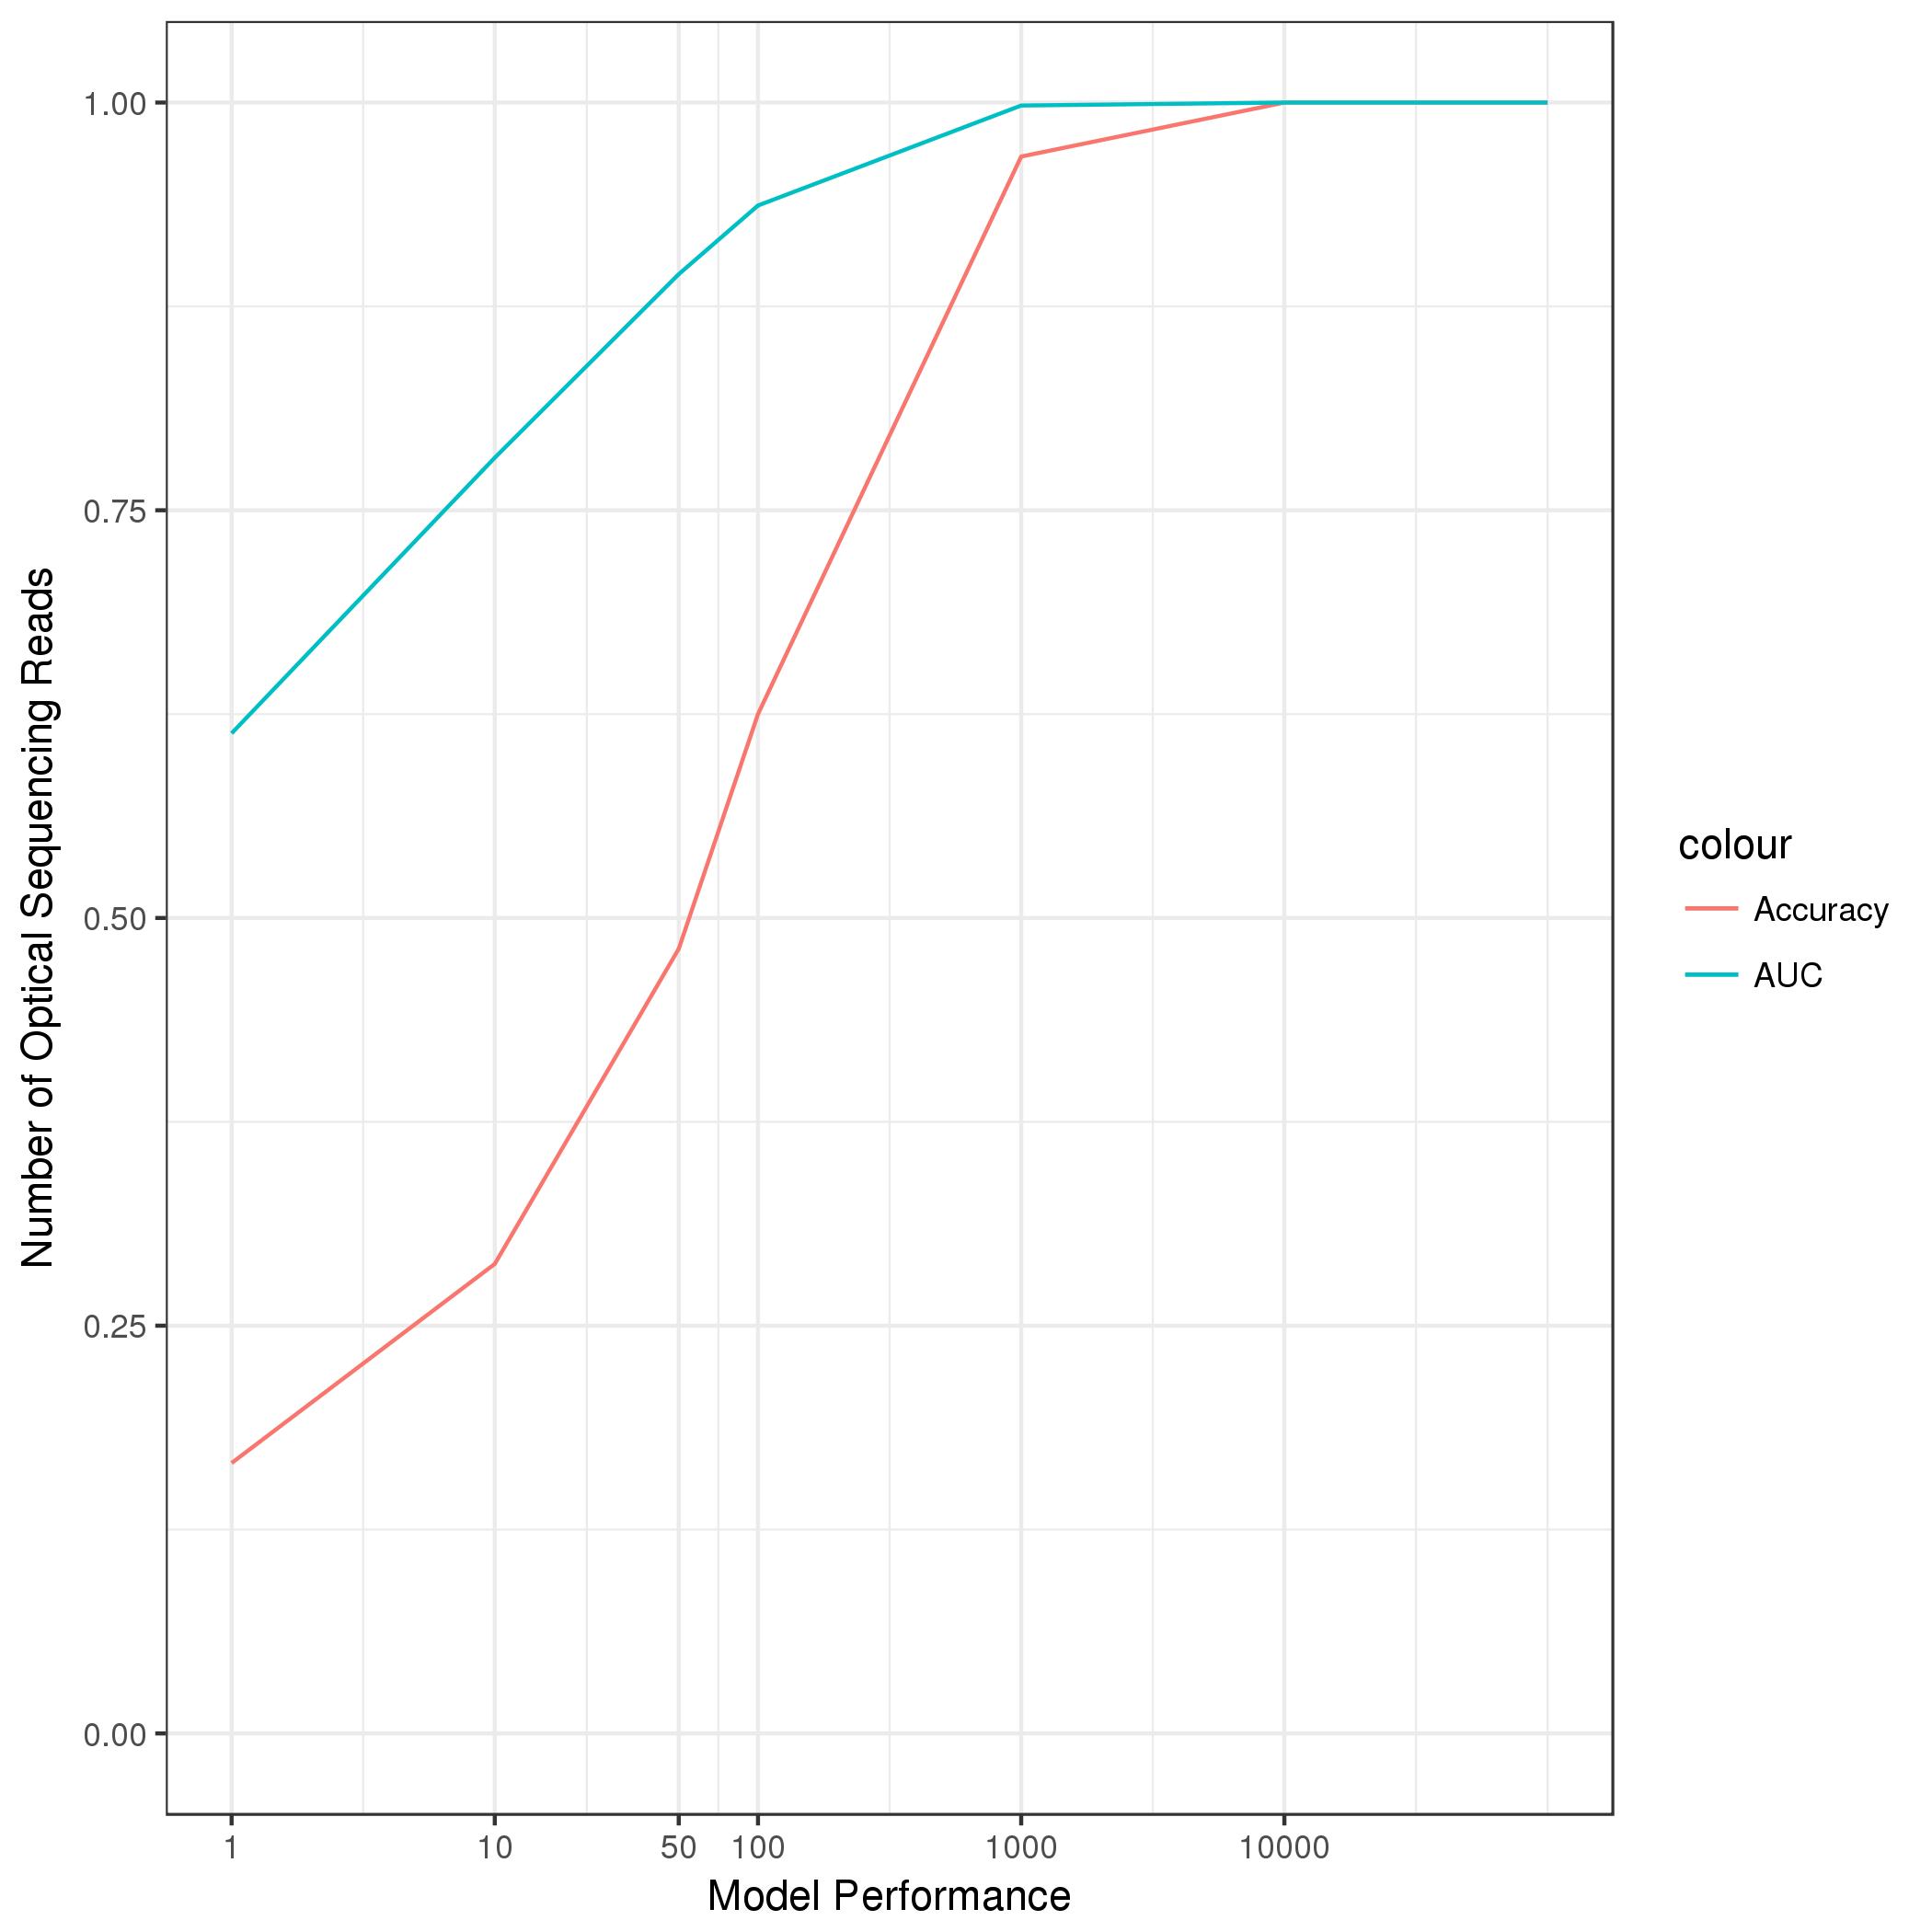 1.00
0.75
0.50
0.25
0.00
Number of Optical Sequencing Reads
1 10 50 100 1000 10000
Model Performance
colour
Accuracy
AUC